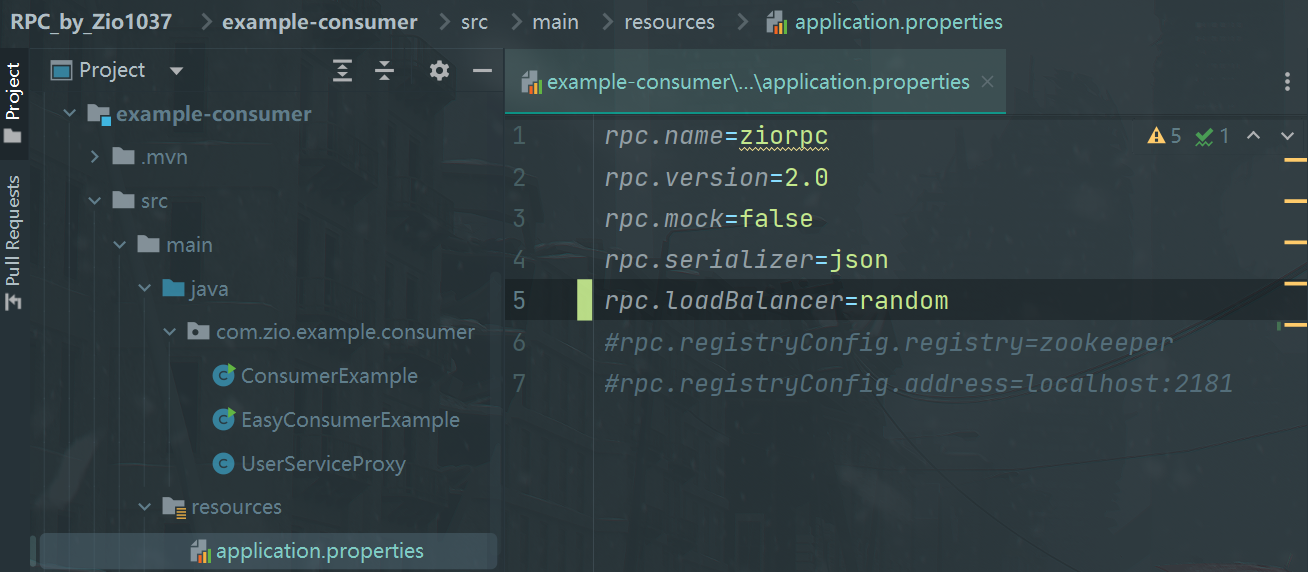 RPC_by_Zio1037 example-consumer src main resources application.properties
Project
Pull Requests
Project
example-consumer
.mvn
src
main
java
com.zio.example.consumer
ConsumerExample
EasyConsumerExample
UserServiceProxy
resources
application.properties
example-consumer\...\application.properties
5 1
1 rpc.name=ziorpc
2 rpc.version=2.0
3 rpc.mock=false
4 rpc.serializer=json
5 rpc.loadBalancer=random
6 #rpc.registryConfig.registry=zookeeper
7 #rpc.registryConfig.address=localhost:2181